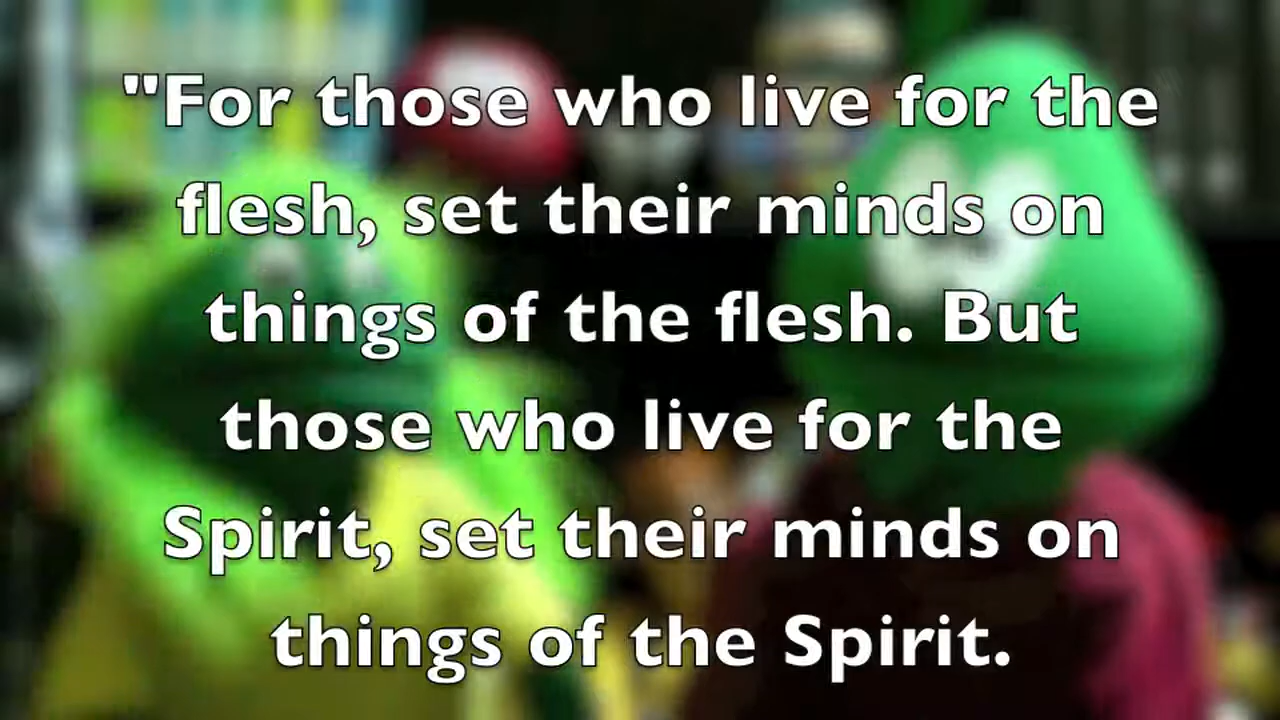 "For those who live for the
flesh, set their minds on
things of the flesh. But
those who live for the
Spirit, set their minds on
things of the Spirit.